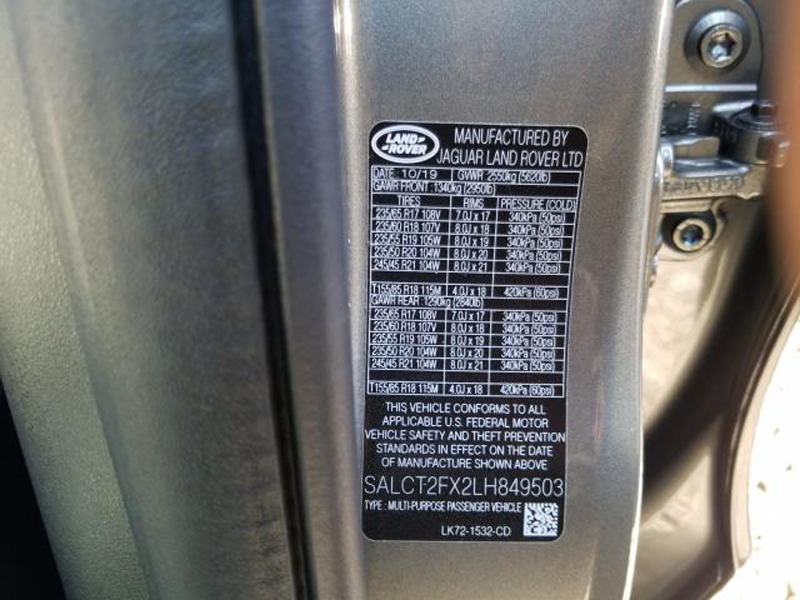 LAND ROVER
MANUFACTURED BY
JAGUAR LAND ROVER LTD
DATE: 10/19 GVWR :2550kg (5620lb)
GAWR FRONT :1340kg (2950lb)
TIRES RIMS PRESSURE (COLD)
235/65 R17 108V 7.0J x 17 340kPa (50psi)
235/60 R18 107V 8.0J x 18 340kPa (50psi)
235/55 R19 105W 8.0J x 19 340kPa (50psi)
235/50 R20 104W 8.0J x 20 340kPa (50psi)
245/45 R21 104W 8.0J x 21 340kPa (50psi)
T155/85 R18 115M 4.0J x 18 420kPa (60psi)
GAWR REAR :1290kg (2840lb)
235/65 R17 108V 7.0J x 17 340kPa (50psi)
235/60 R18 107V 8.0J x 18 340kPa (50psi)
235/55 R19 105W 8.0J x 19 340kPa (50psi)
235/50 R20 104W 8.0J x 20 340kPa (50psi)
245/45 R21 104W 8.0J x 21 340kPa (50psi)
T155/85 R18 115M 4.0J x 18 420kPa (60psi)
THIS VEHICLE CONFORMS TO ALL
APPLICABLE U.S. FEDERAL MOTOR
VEHICLE SAFETY AND THEFT PREVENTION
STANDARDS IN EFFECT ON THE DATE
OF MANUFACTURE SHOWN ABOVE
SALCT2FX2LH849503
TYPE : MULTI-PURPOSE PASSENGER VEHICLE
LK72-1532-CD